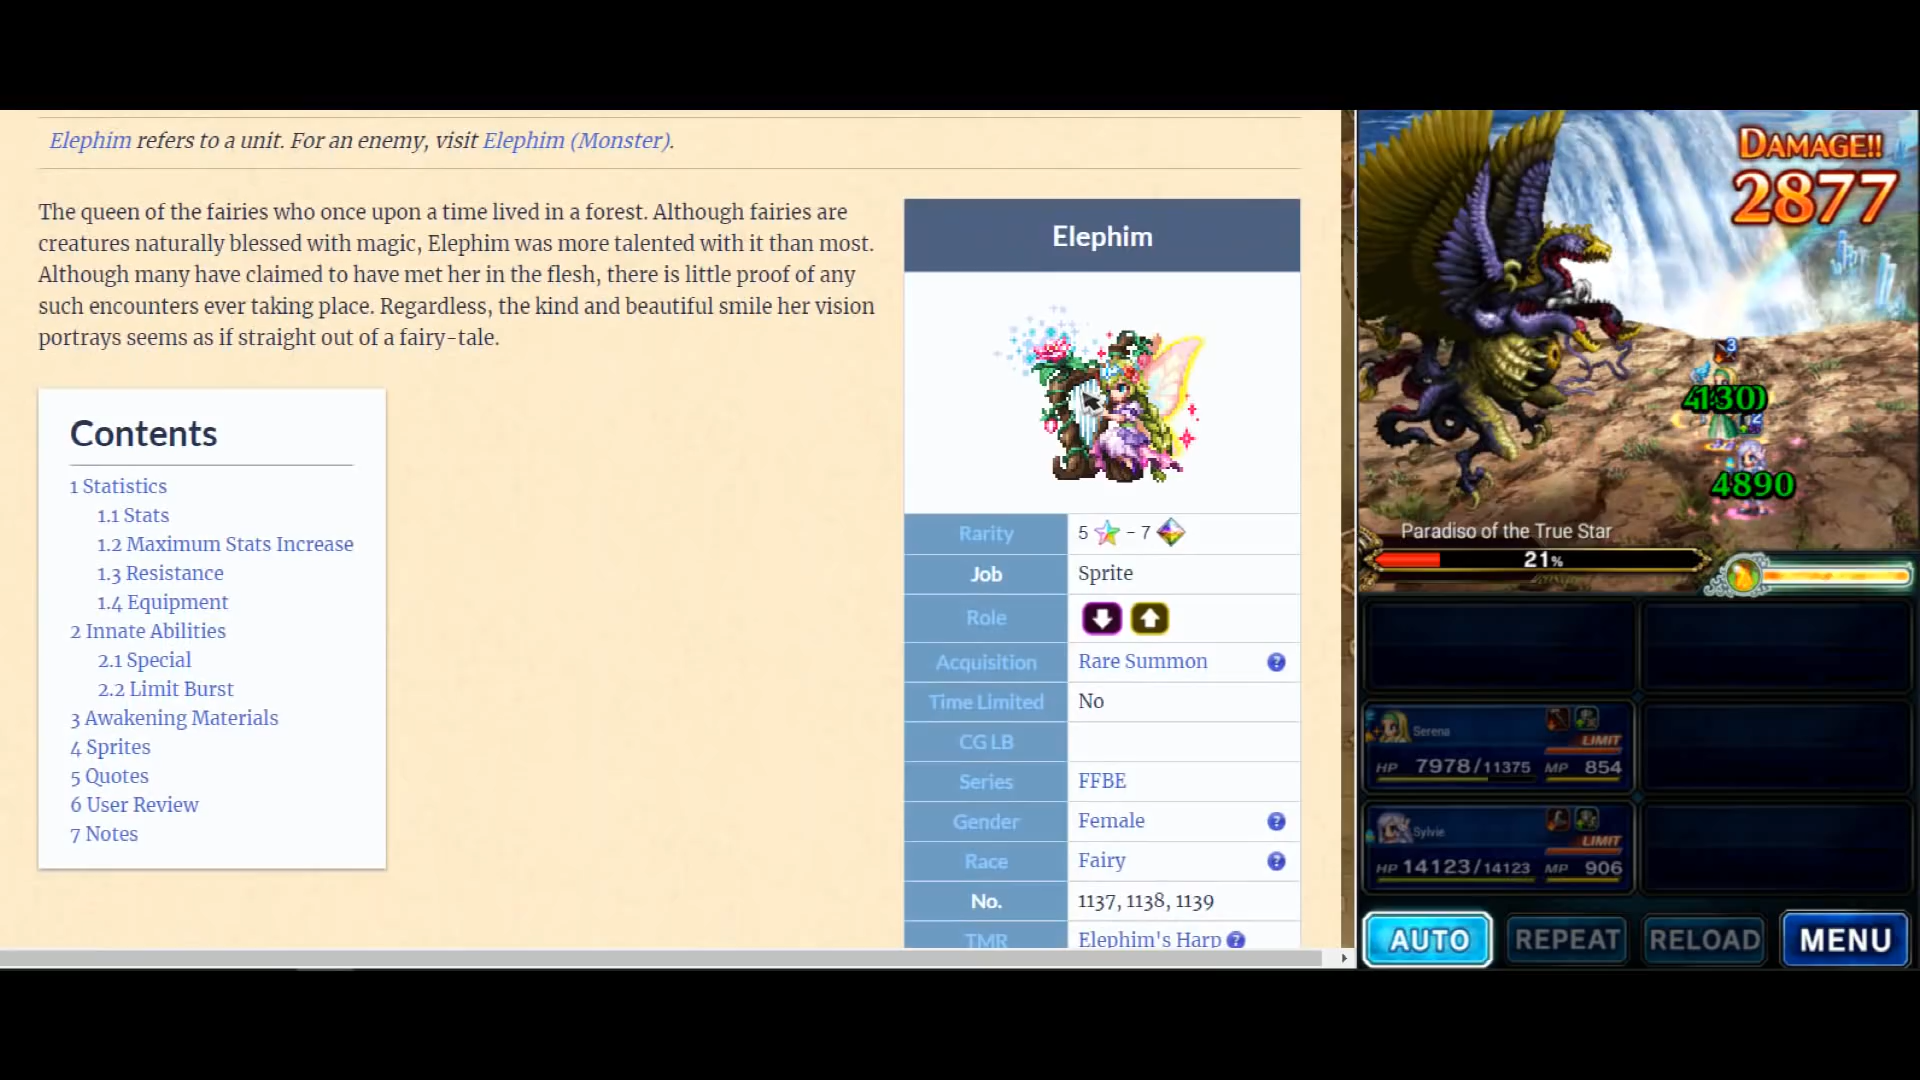 Elephim refers to a unit. For an enemy, visit Elephim (Monster).
The queen of the fairies who once upon a time lived in a forest. Although fairies are
creatures naturally blessed with magic, Elephim was more talented with it than most.
Although many have claimed to have met her in the flesh, there is little proof of any
such encounters ever taking place. Regardless, the kind and beautiful smile her vision
portrays seems as if straight out of a fairy-tale.
Contents
1 Statistics
1.1 Stats
1.2 Maximum Stats Increase
1.3 Resistance
1.4 Equipment
2 Innate Abilities
2.1 Special
2.2 Limit Burst
3 Awakening Materials
4 Sprites
5 Quotes
6 User Review
7 Notes
Elephim
Rarity 5 - 7
Job Sprite
Role
Acquisition Rare Summon ?
Time Limited No
CG LB
Series FFBE
Gender Female ?
Race Fairy ?
No. 1137, 1138, 1139
TMR Elephim's Harp ?
DAMAGE!!
2877
3
4130
2
4890
Paradiso of the True Star
21%
Serena
LIMIT
HP 7978/11375 MP 854
Sylvie
LIMIT
HP 14123/14123 MP 906
AUTO REPEAT RELOAD MENU